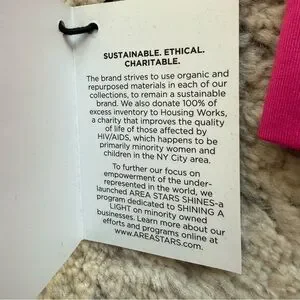 SUSTAINABLE. ETHICAL.
CHARITABLE.
The brand strives to use organic and
repurposed materials in each of our
collections, to remain a sustainable
brand. We also donate 100% of
excess inventory to Housing Works,
a charity that improves the quality
of life of those affected by
HIV/AIDS, which happens to be
primarily minority women and
children in the NY City area.
To further our focus on
empowerment of the under-
represented in the world, we
launched AREA STARS SHINES-a
program dedicated to SHINING A
LIGHT on minority owned
businesses. Learn more about our
efforts and programs online at
www.AREASTARS.com.